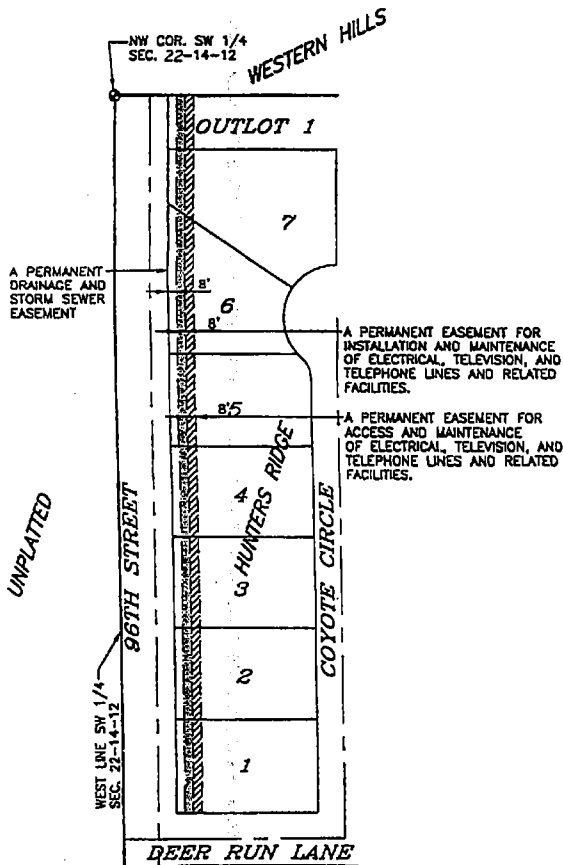 NW COR. SW 1/4
SEC. 22-14-12
WESTERN HILLS
OUTLOT 1
7
A PERMANENT
DRAINAGE AND
STORM SEWER
EASEMENT
8'
6
8'
A PERMANENT EASEMENT FOR
INSTALLATION AND MAINTENANCE
OF ELECTRICAL, TELEVISION, AND
TELEPHONE LINES AND RELATED
FACILITIES.
8'
5
A PERMANENT EASEMENT FOR
ACCESS AND MAINTENANCE
OF ELECTRICAL, TELEVISION, AND
TELEPHONE LINES AND RELATED
FACILITIES.
4
HUNTERS RIDGE
UNPLATTED
96TH STREET
COYOTE CIRCLE
3
2
WEST LINE SW 1/4
SEC. 22-14-12
1
DEER RUN LANE